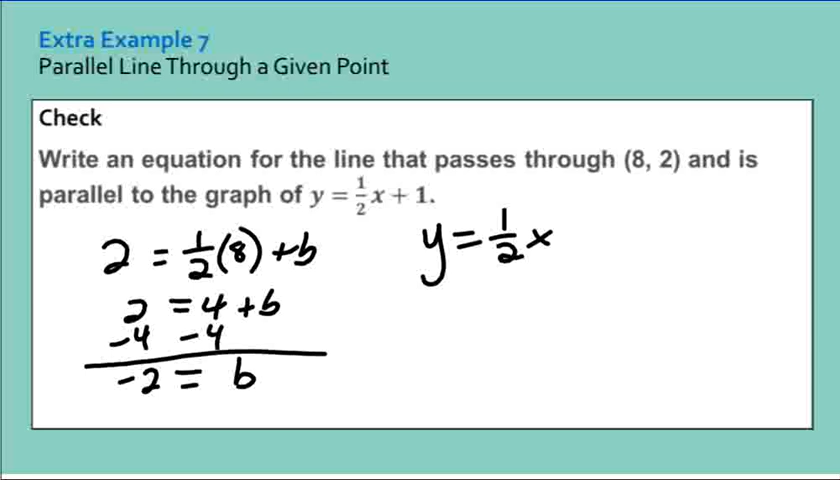 Extra Example 7
Parallel Line Through a Given Point
Check
Write an equation for the line that passes through (8, 2) and is
parallel to the graph of y = 1/2 x + 1.
2 = 1/2 (8) + b
2 = 4 + b
-4 -4
-2 = b
y = 1/2 x